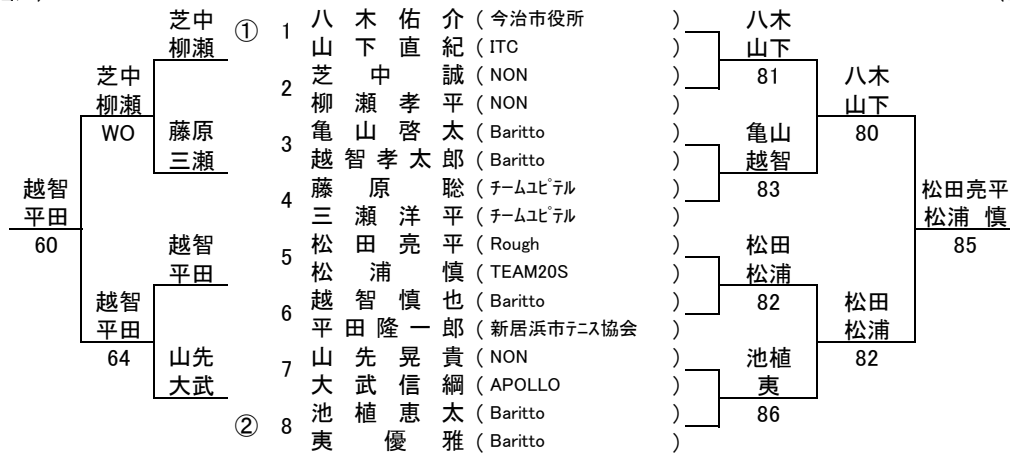 ① 1 八木佑介 ( 今治市役所 )
山下直紀 ( ITC )
2 芝中誠 ( NON )
柳瀬孝平 ( NON )
3 亀山啓太 ( Baritto )
越智孝太郎 ( Baritto )
4 藤原聡 ( チームユピテル )
三瀬洋平 ( チームユピテル )
5 松田亮平 ( Rough )
松浦慎 ( TEAM20S )
6 越智慎也 ( Baritto )
平田隆一郎 ( 新居浜市テニス協会 )
7 山先晃貴 ( NON )
大武信綱 ( APOLLO )
② 8 池植恵太 ( Baritto )
夷優雅 ( Baritto )
八木
山下
81
亀山
越智
83
松田
松浦
82
池植
夷
86
八木
山下
80
松田
松浦
82
松田亮平
松浦 慎
85
芝中
柳瀬
藤原
三瀬
越智
平田
山先
大武
芝中
柳瀬
WO
越智
平田
64
越智
平田
60